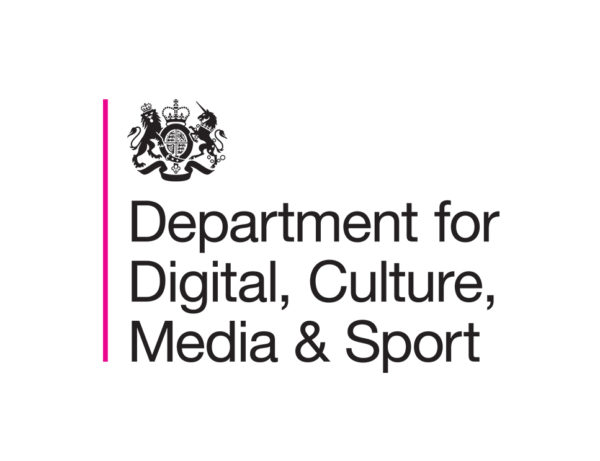 Department for
Digital, Culture,
Media & Sport